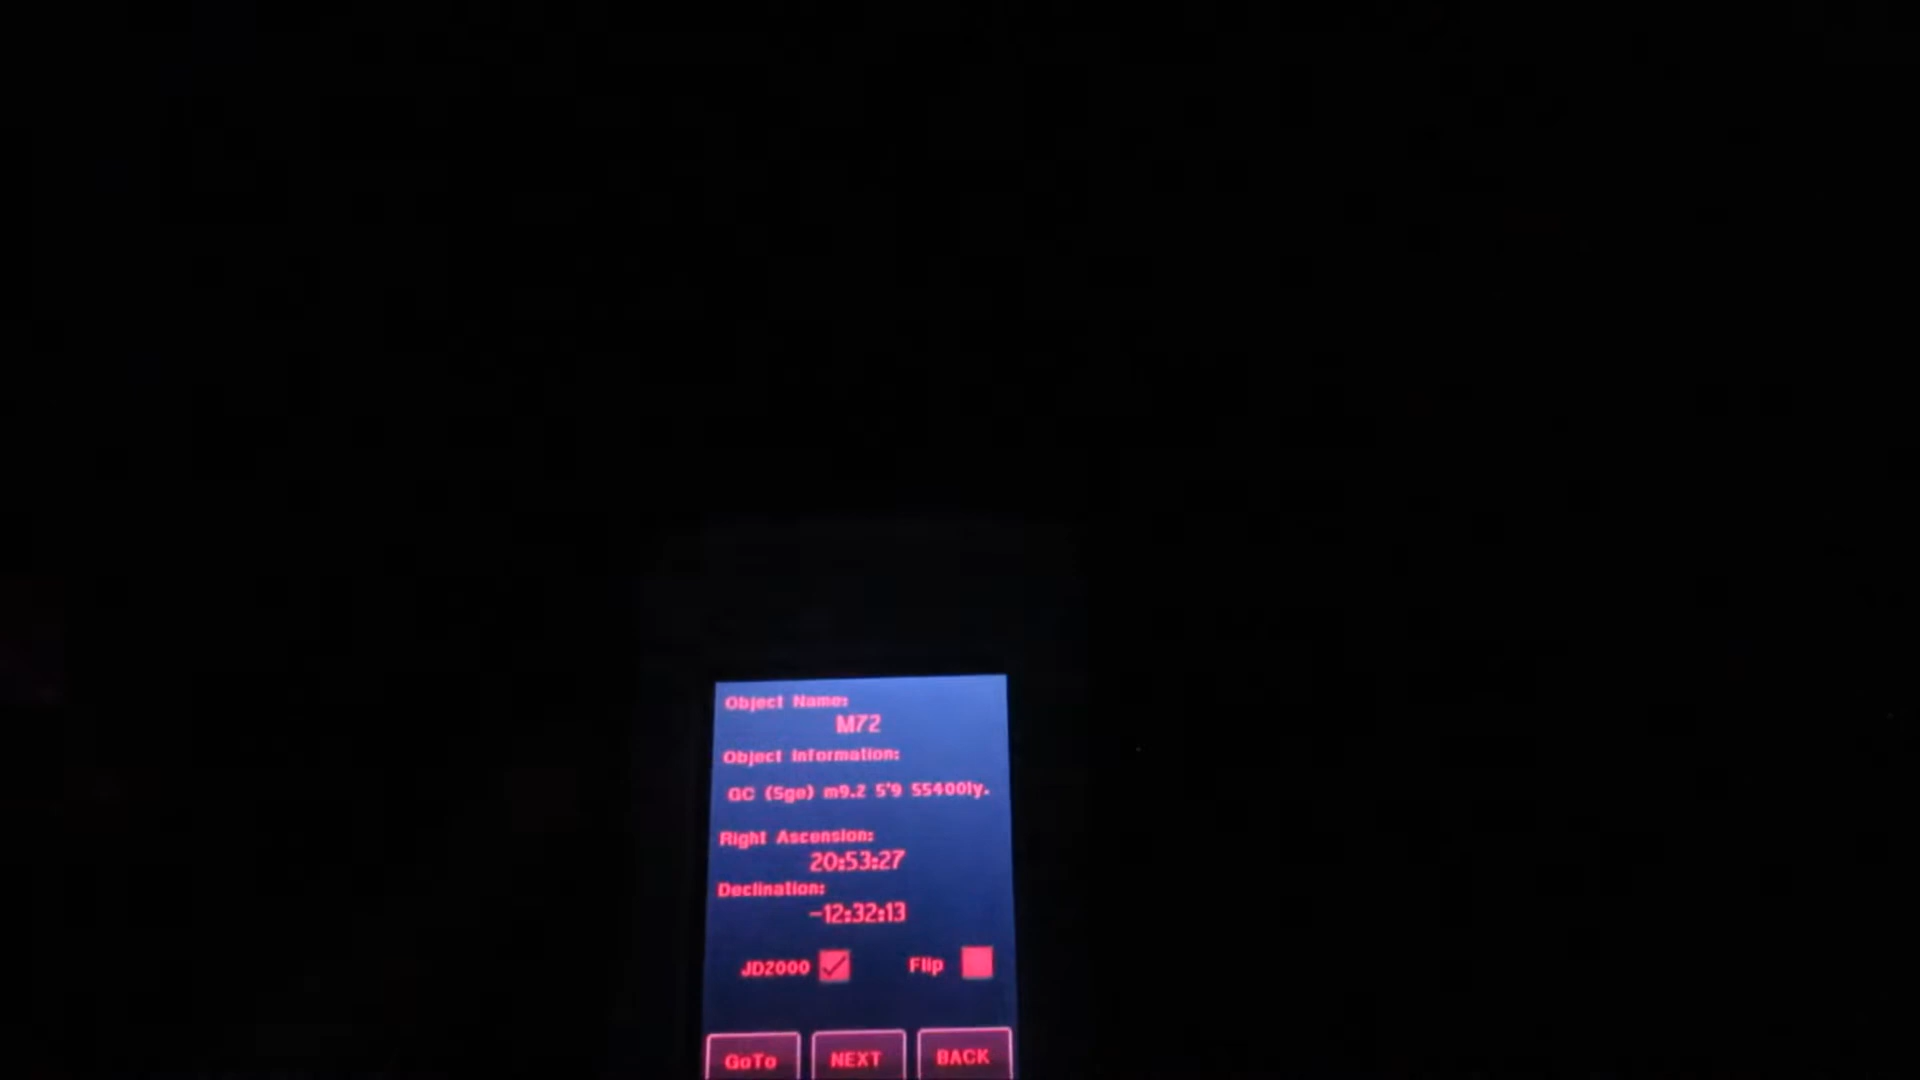 Object Name:
M72
Object Information:
GC (Sge) m9.2 5'9 55400ly.
Right Ascension:
20:53:27
Declination:
-12:32:13
JD2000 Flip
GoTo NEXT BACK